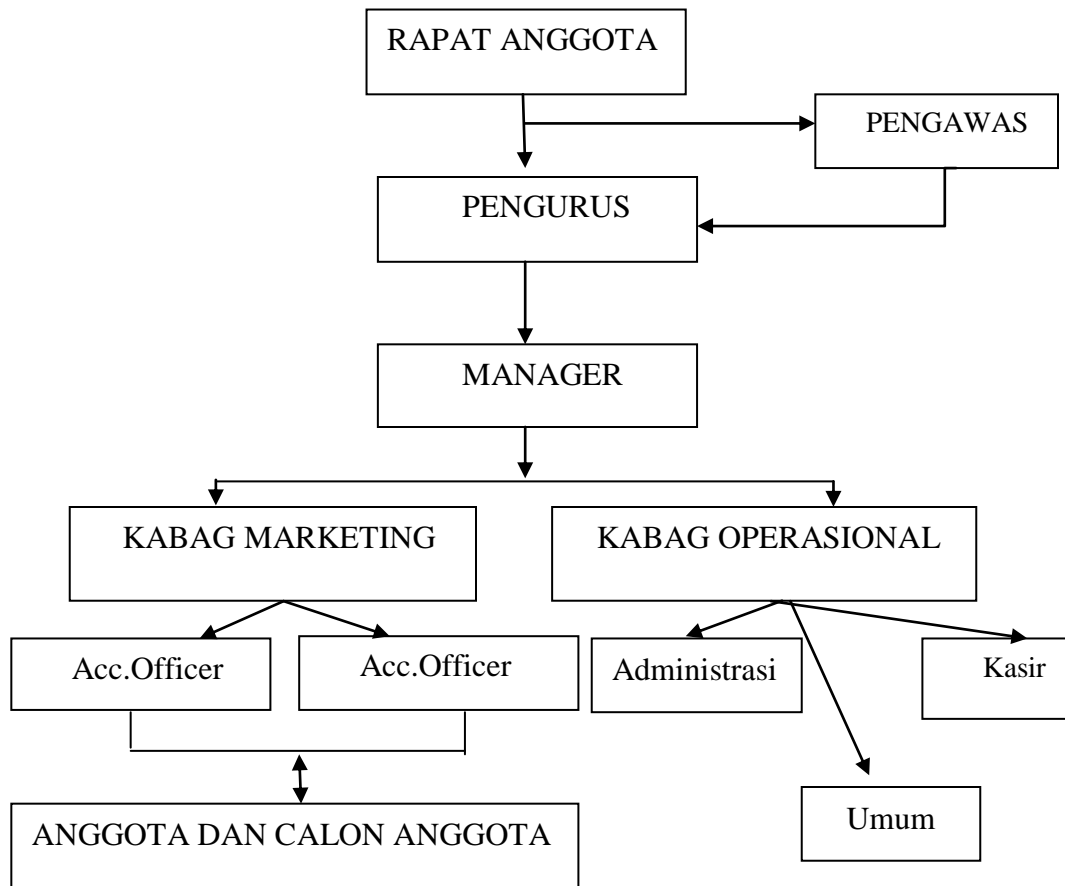 RAPAT ANGGOTA
PENGAWAS
PENGURUS
MANAGER
KABAG MARKETING
KABAG OPERASIONAL
Acc.Officer
Acc.Officer
Administrasi
Kasir
Umum
ANGGOTA DAN CALON ANGGOTA